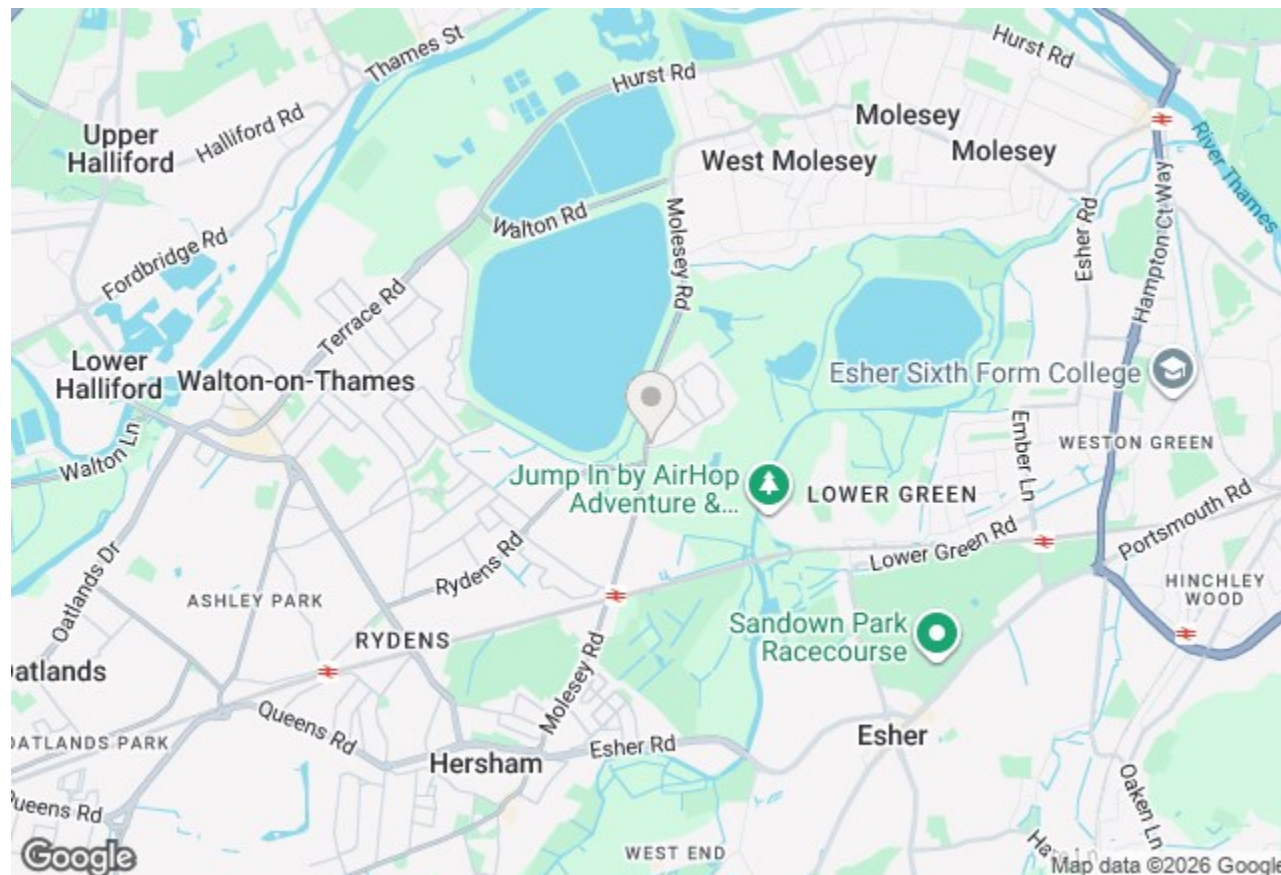 Thames St
Hurst Rd
Hurst Rd
Upper
Halliford
Halliford Rd
Molesey
Molesey
West Molesey
River Thames
Walton Rd
Molesey Rd
Esher Rd
Hampton Ct Way
Fordbridge Rd
Terrace Rd
Lower
Halliford
Walton-on-Thames
Esher Sixth Form College
Walton Ln
Ember Ln
WESTON GREEN
Jump In by AirHop
Adventure &...
LOWER GREEN
Portsmouth Rd
Lower Green Rd
Oatlands Dr
Rydens Rd
HINCHLEY
WOOD
ASHLEY PARK
RYDENS
Sandown Park
Racecourse
Molesey Rd
Oatlands
Queens Rd
OATLANDS PARK
Hersham
Esher Rd
Esher
Queens Rd
Oaken Ln
WEST END
Google
Map data ©2026 Google